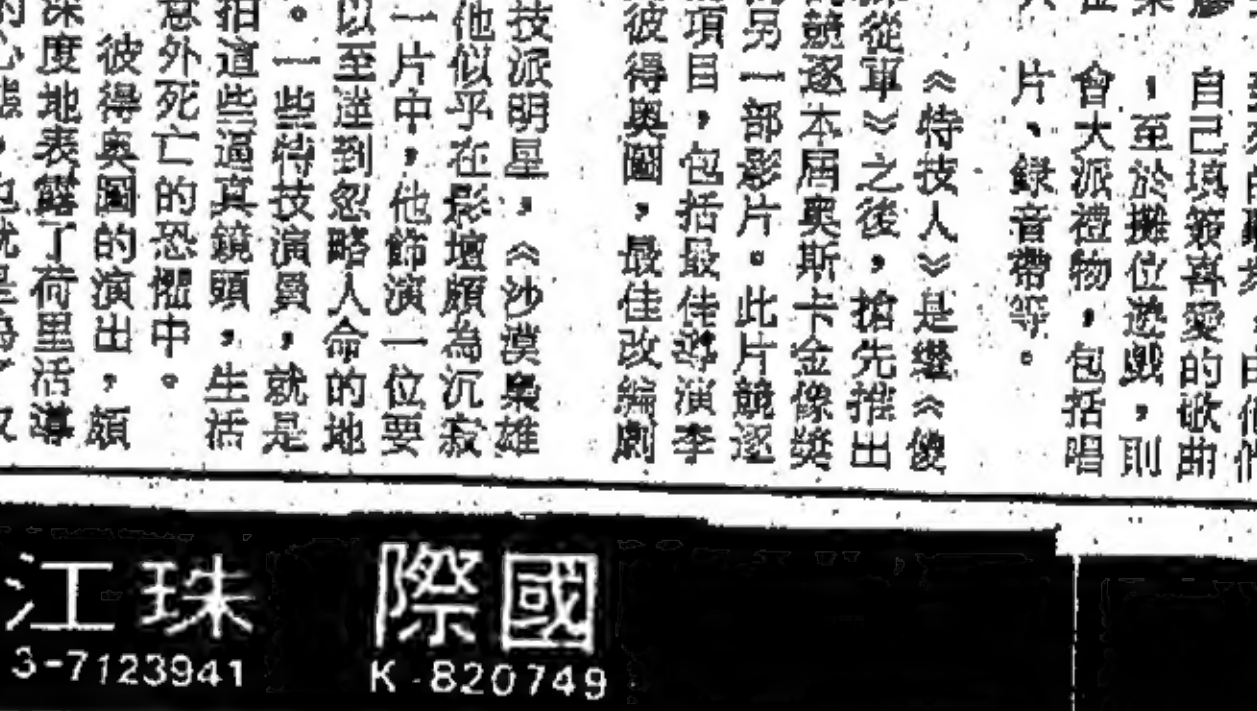 自己填簽喜愛的歌曲
，至於攤位遊戲，則
會大派禮物，包括唱
片、錄音帶等。
《特技人》是繼《傻
從軍》之後，搶先推出
競逐本屆奧斯卡金像獎
另一部影片。此片競逐
項目，包括最佳導演李
彼得奧圖，最佳改編劇
技派明星，《沙漠梟雄
他似乎在影壇頗為沉寂
一片中，他飾演一位要
以至達到忽略人命的地
。一些特技演員，就是
拍這些逼真鏡頭，生活
意外死亡的恐懼中。
彼得奧圖的演出，頗
深度地表露了荷里活導
國際
K-820749
珠江
3-7123941